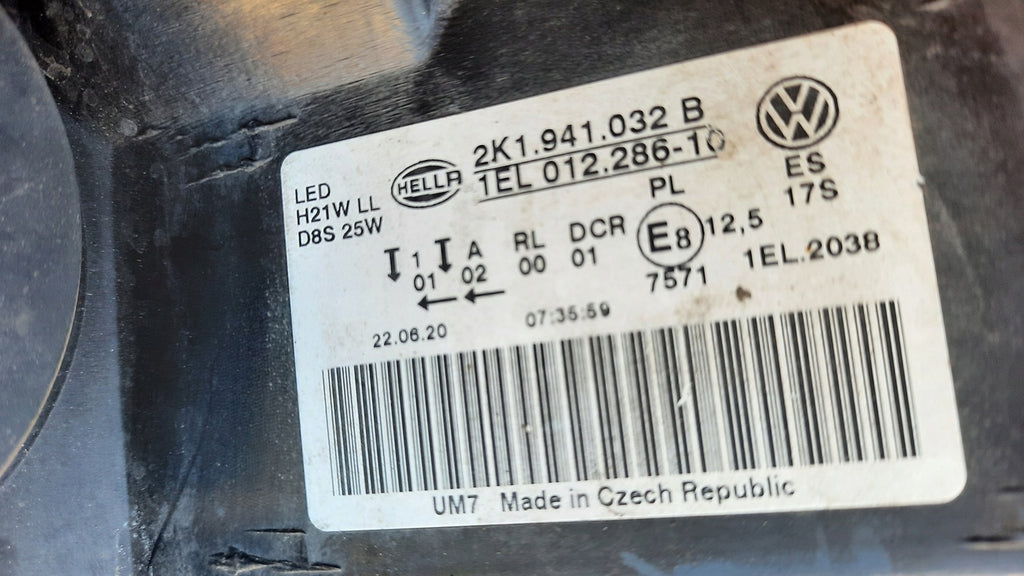 LED
H21W LL
D8S 25W
HELLA
2K1.941.032 B
1EL 012.286-10
VW
ES
17S
PL
1 A RL DCR E8 12,5
01 02 00 01
7571 1EL.2038
22.06.20 07:35:59
UM7 Made in Czech Republic